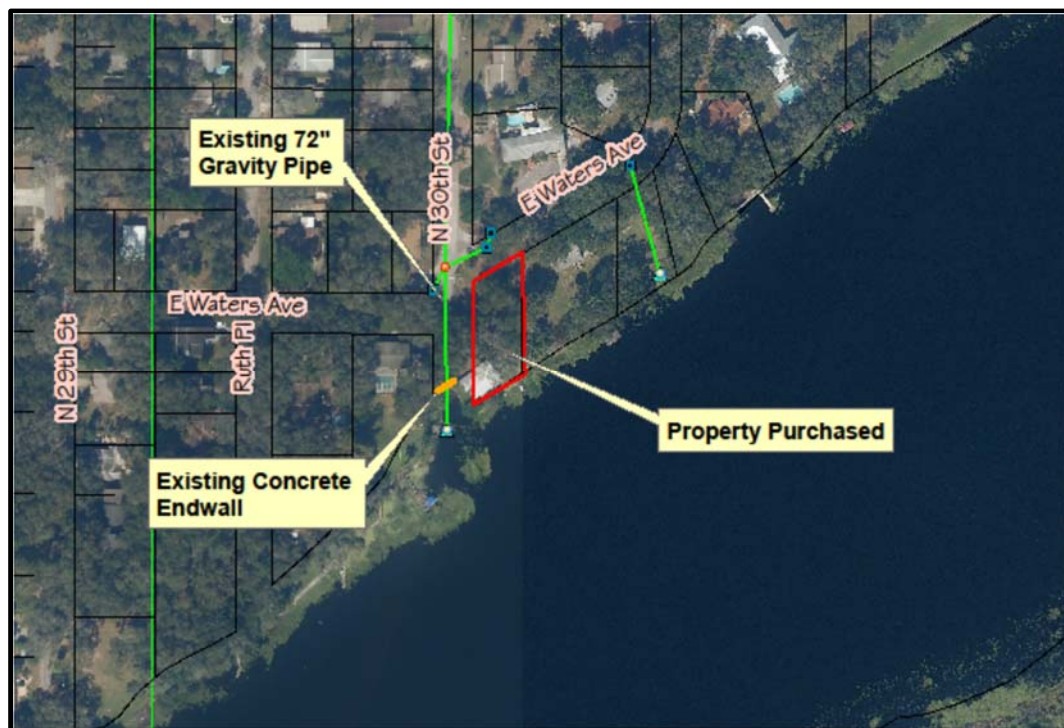 Existing 72"
Gravity Pipe
N 30th St
E Waters Ave
E Waters Ave
Ruth Pl
N 29th St
Property Purchased
Existing Concrete
Endwall